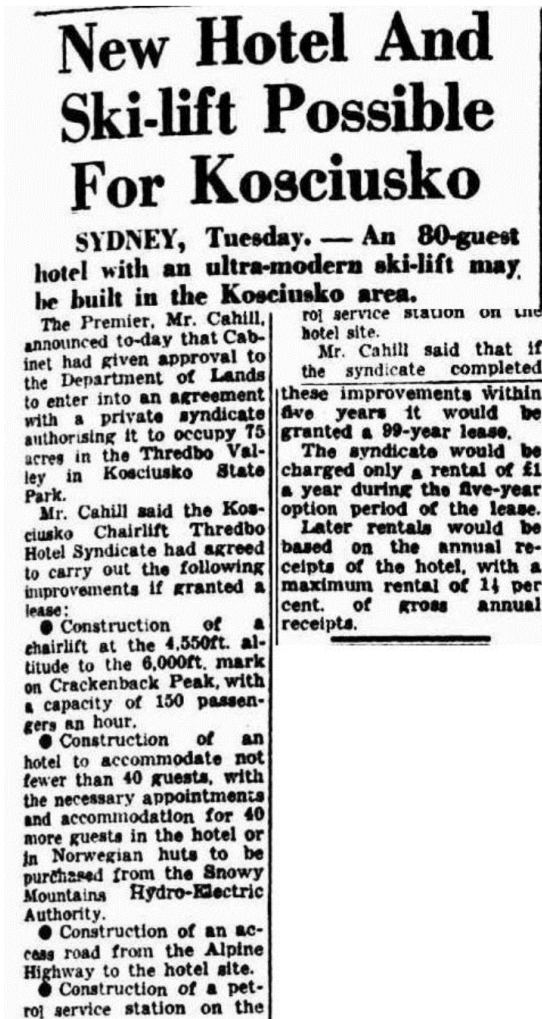 New Hotel And
Ski-lift Possible
For Kosciusko
SYDNEY, Tuesday. — An 80-guest
hotel with an ultra-modern ski-lift may
be built in the Kosciusko area.
The Premier, Mr. Cahill,
announced to-day that Cab-
inet had given approval to
the Department of Lands
to enter into an agreement
with a private syndicate
authorising it to occupy 75
acres in the Thredbo Val-
ley in Kosciusko State
Park.
Mr. Cahill said the Kos-
ciusko Chairlift Thredbo
Hotel Syndicate had agreed
to carry out the following
improvements if granted a
lease:
● Construction of a
chairlift at the 4,550ft. al-
titude to the 6,000ft. mark
on Crackenback Peak, with
a capacity of 150 passen-
gers an hour.
● Construction of an
hotel to accommodate not
fewer than 40 guests, with
the necessary appointments
and accommodation for 40
more guests in the hotel or
in Norwegian huts to be
purchased from the Snowy
Mountains Hydro-Electric
Authority.
● Construction of an ac-
cess road from the Alpine
Highway to the hotel site.
● Construction of a pet-
rol service station on the
rol service station on the
hotel site.
Mr. Cahill said that if
the syndicate completed
these improvements within
five years it would be
granted a 99-year lease.
The syndicate would be
charged only a rental of £1
a year during the five-year
option period of the lease.
Later rentals would be
based on the annual re-
ceipts of the hotel, with a
maximum rental of per
cent. of gross annual
receipts.